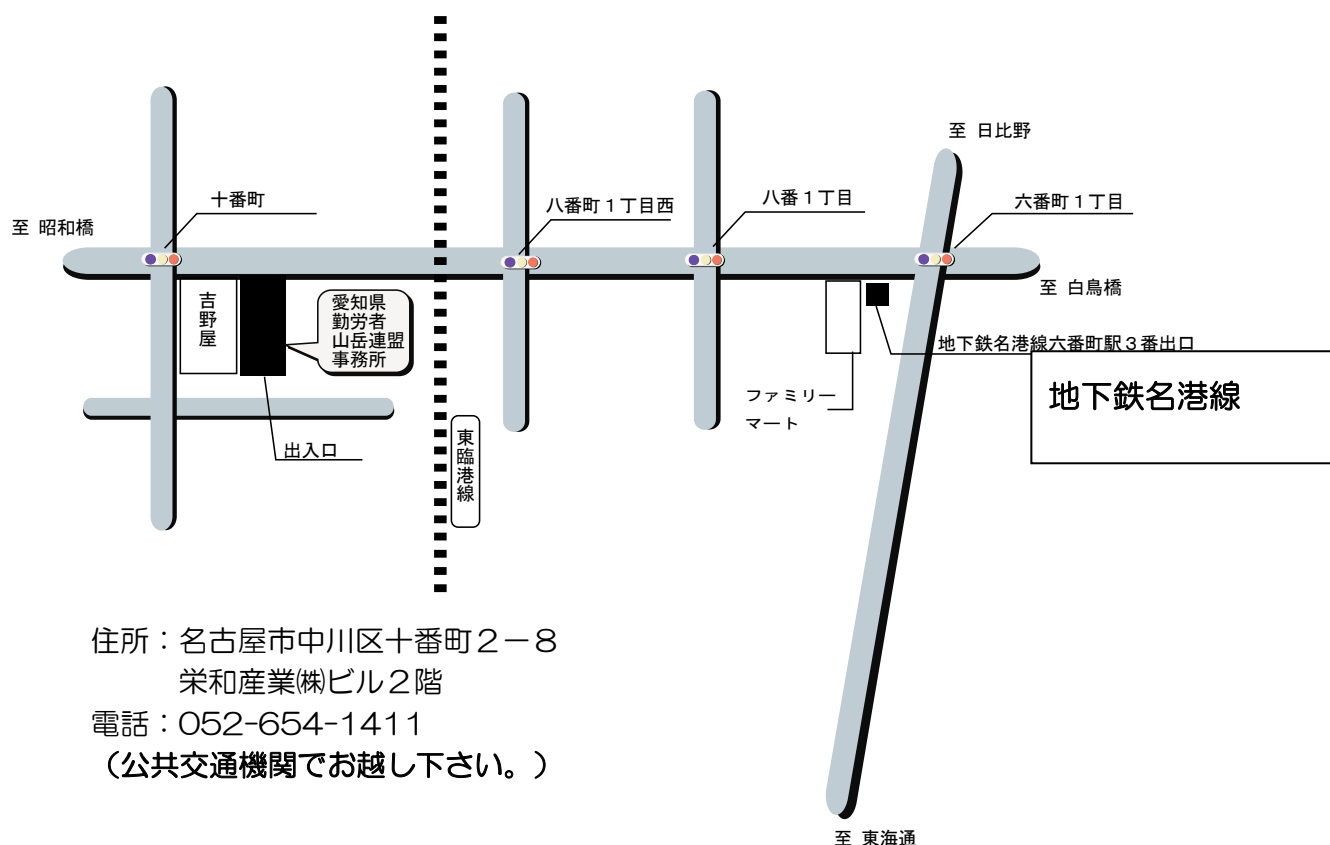 至 日比野
十番町
八番町１丁目西
八番１丁目
六番町１丁目
至 昭和橋
至 白鳥橋
吉野屋
愛知県
勤労者
山岳連盟
事務所
地下鉄名港線六番町駅３番出口
地下鉄名港線
ファミリー
マート
出入口
東臨港線
住所：名古屋市中川区十番町２－８
栄和産業㈱ビル２階
電話：052-654-1411
（公共交通機関でお越し下さい。）
至 東海通